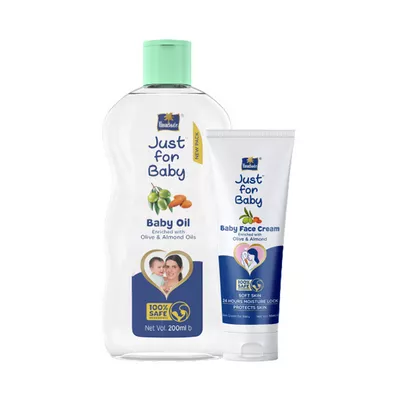 Parachute
NEW PACK
Just
for
Baby
Baby Oil
Enriched with
Olive & Almond Oils
100%
SAFE
Net Vol. 200ml
Parachute
Just
for
Baby
Baby Face Cream
Enriched with
Olive & Almond
100% SAFE
SOFT SKIN
24 HOURS MOISTURE LOCK
PROTECTS SKIN